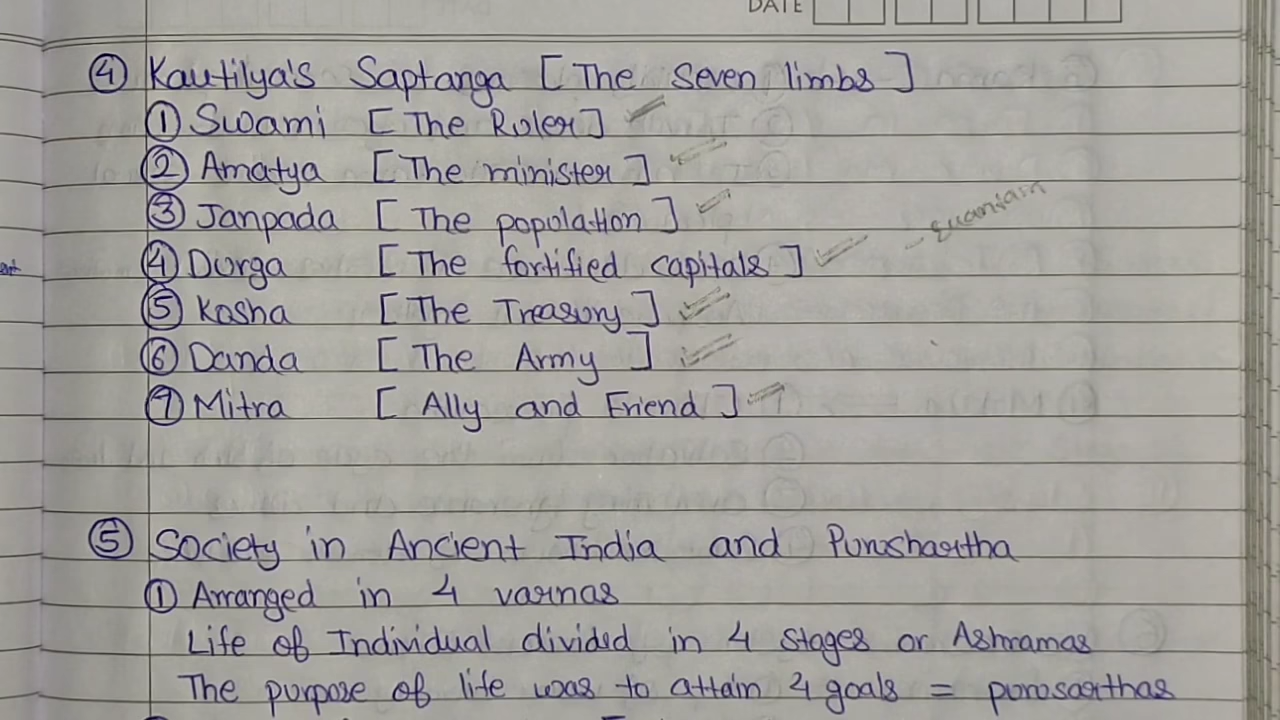 DATE
④ Kautilya's Saptanga [ The Seven limbs ]
① Swami [ The Ruler ]
② Amatya [ The minister ]
③ Janpada [ The population ]
④ Durga [ The fortified capitals ]
⑤ Kosha [ The Treasury ]
⑥ Danda [ The Army ]
⑦ Mitra [ Ally and Friend ]
⑤ Society in Ancient India and Purushartha
① Arranged in 4 varnas
Life of Individual divided in 4 stages or Ashramas
The purpose of life was to attain 4 goals = purosarthas